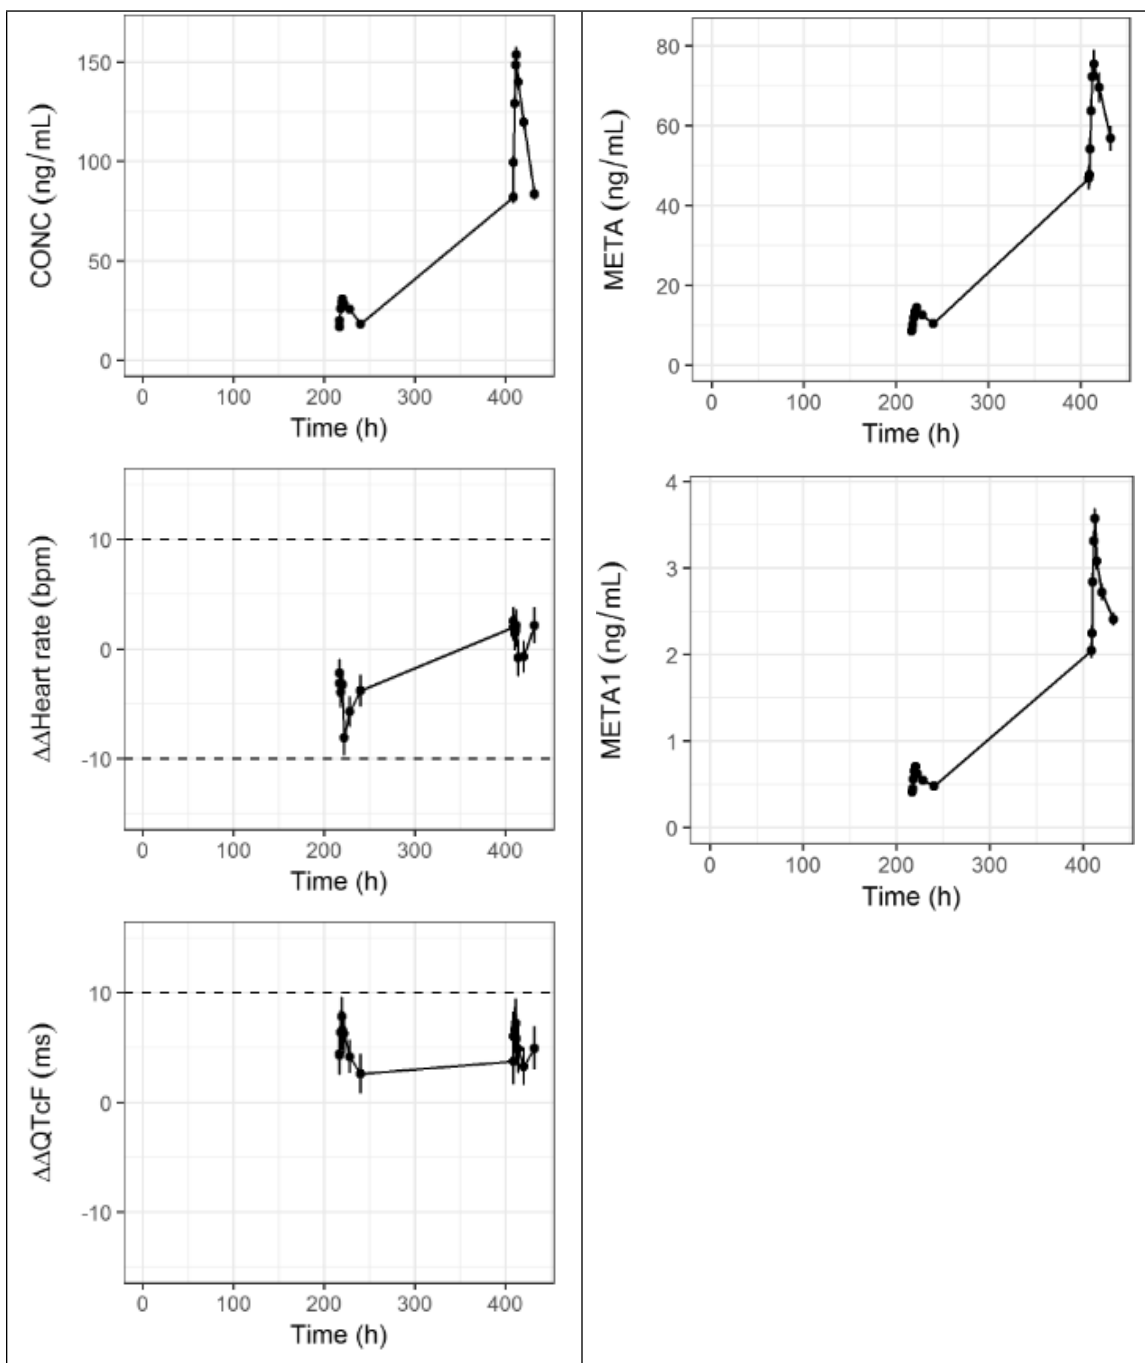 CONC (ng/mL)
150
100
50
0
0 100 200 300 400
Time (h)
META (ng/mL)
80
60
40
20
0
0 100 200 300 400
Time (h)
ΔΔHeart rate (bpm)
10
0
-10
0 100 200 300 400
Time (h)
META1 (ng/mL)
4
3
2
1
0
0 100 200 300 400
Time (h)
ΔΔQTcF (ms)
10
0
-10
0 100 200 300 400
Time (h)